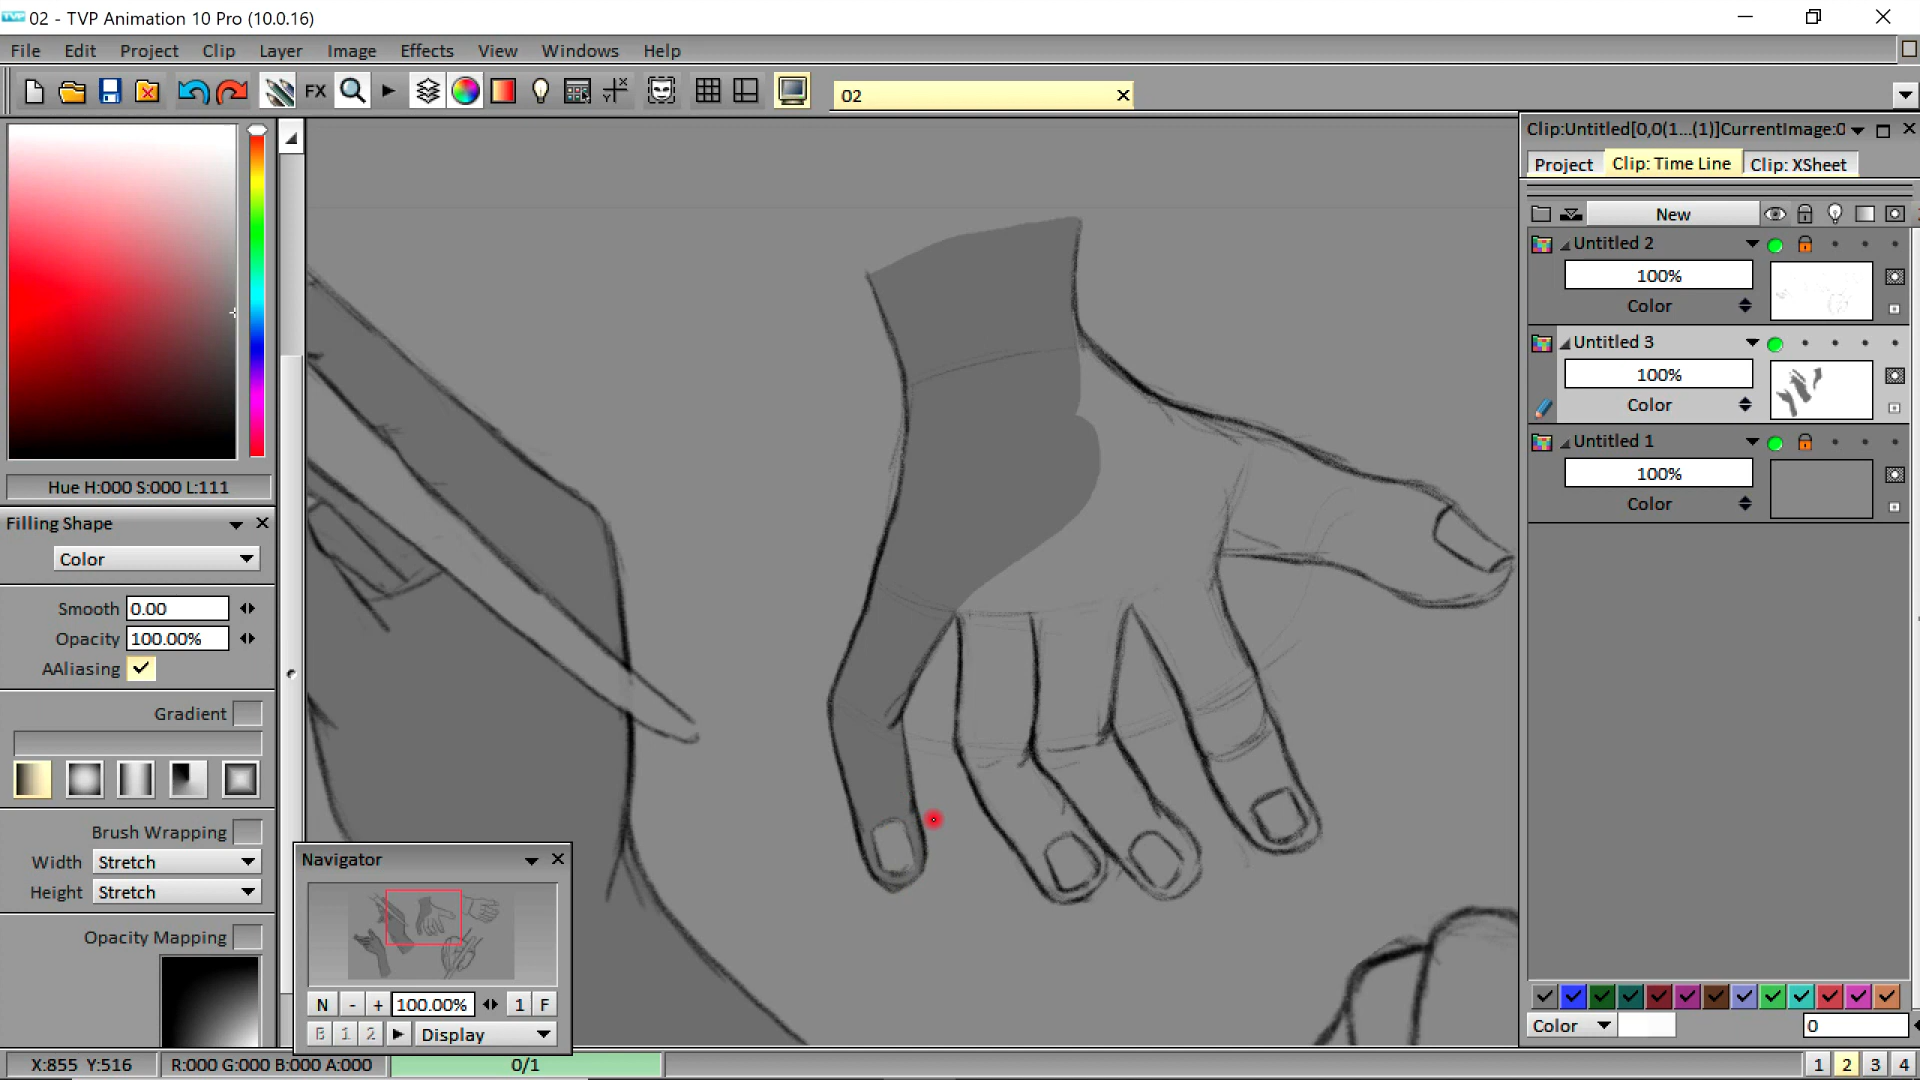 02 - TVP Animation 10 Pro (10.0.16)
File Edit Project Clip Layer Image Effects View Windows Help
FX
02
Clip:Untitled[0,0(1...(1)]CurrentImage:0
Project Clip: Time Line Clip: XSheet
New
Untitled 2
100%
Color
Untitled 3
100%
Color
Untitled 1
100%
Color
Hue H:000 S:000 L:111
Filling Shape
Color
Smooth 0.00
Opacity 100.00%
AAliasing
Gradient
Brush Wrapping
Width Stretch
Height Stretch
Opacity Mapping
Navigator
N - + 100.00% 1 F
B 1 2 Display
Color 0
X:855 Y:516 R:000 G:000 B:000 A:000 0/1 1 2 3 4